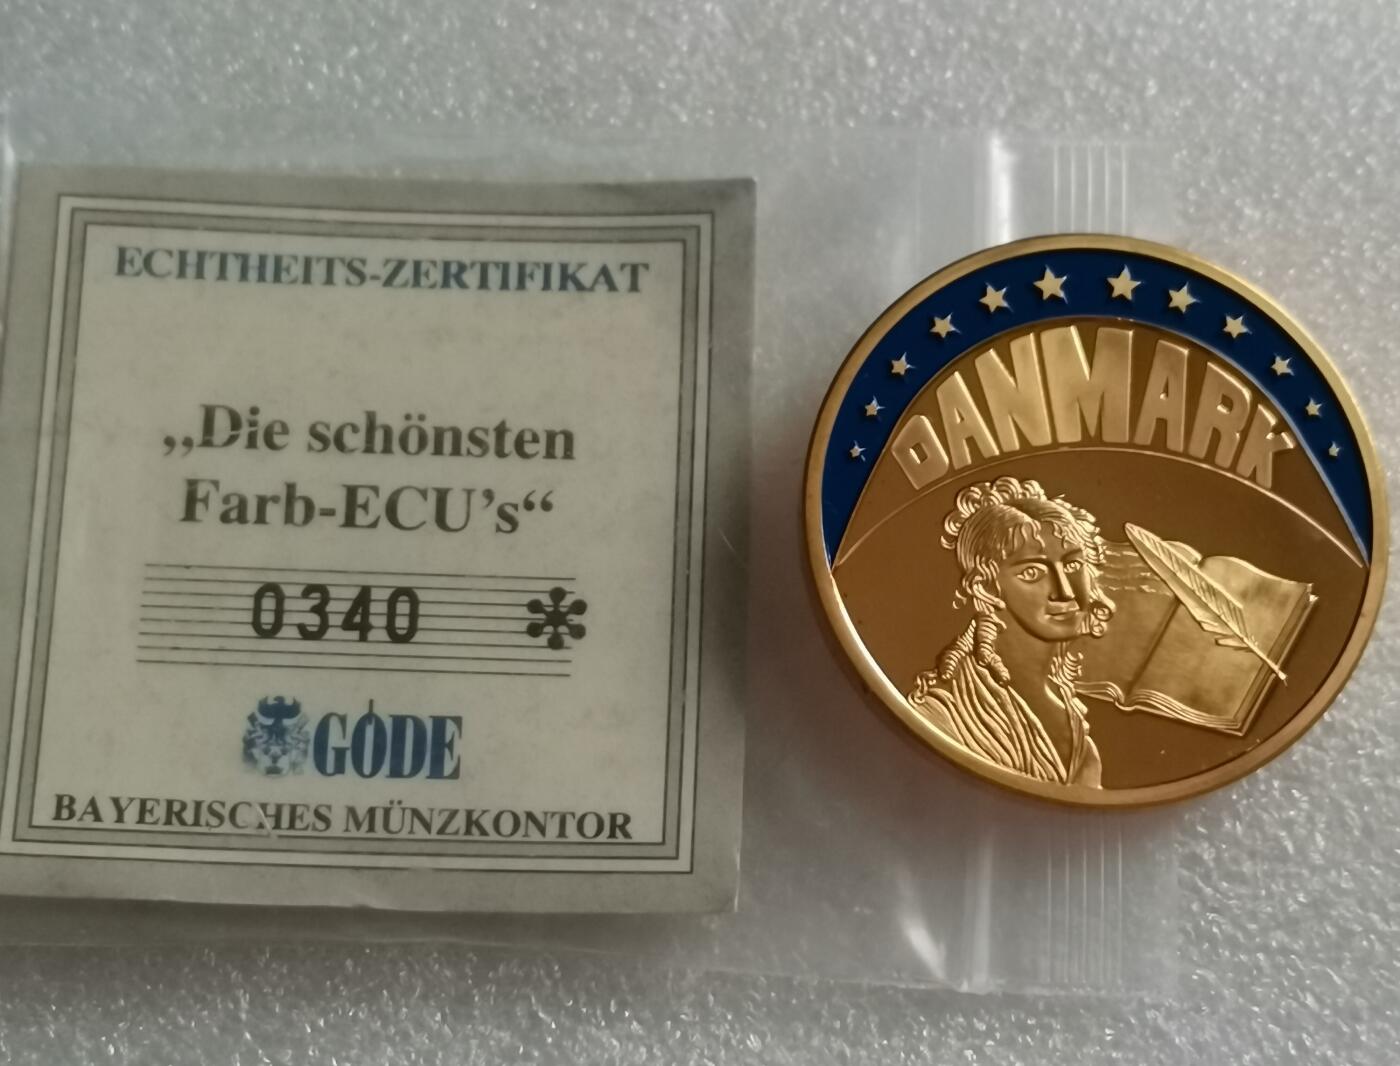 ECHTHEITS-ZERTIFIKAT
„Die schönsten
Farb-ECU's“
0340
GÖDE
BAYERISCHES MÜNZKONTOR
DANMARK